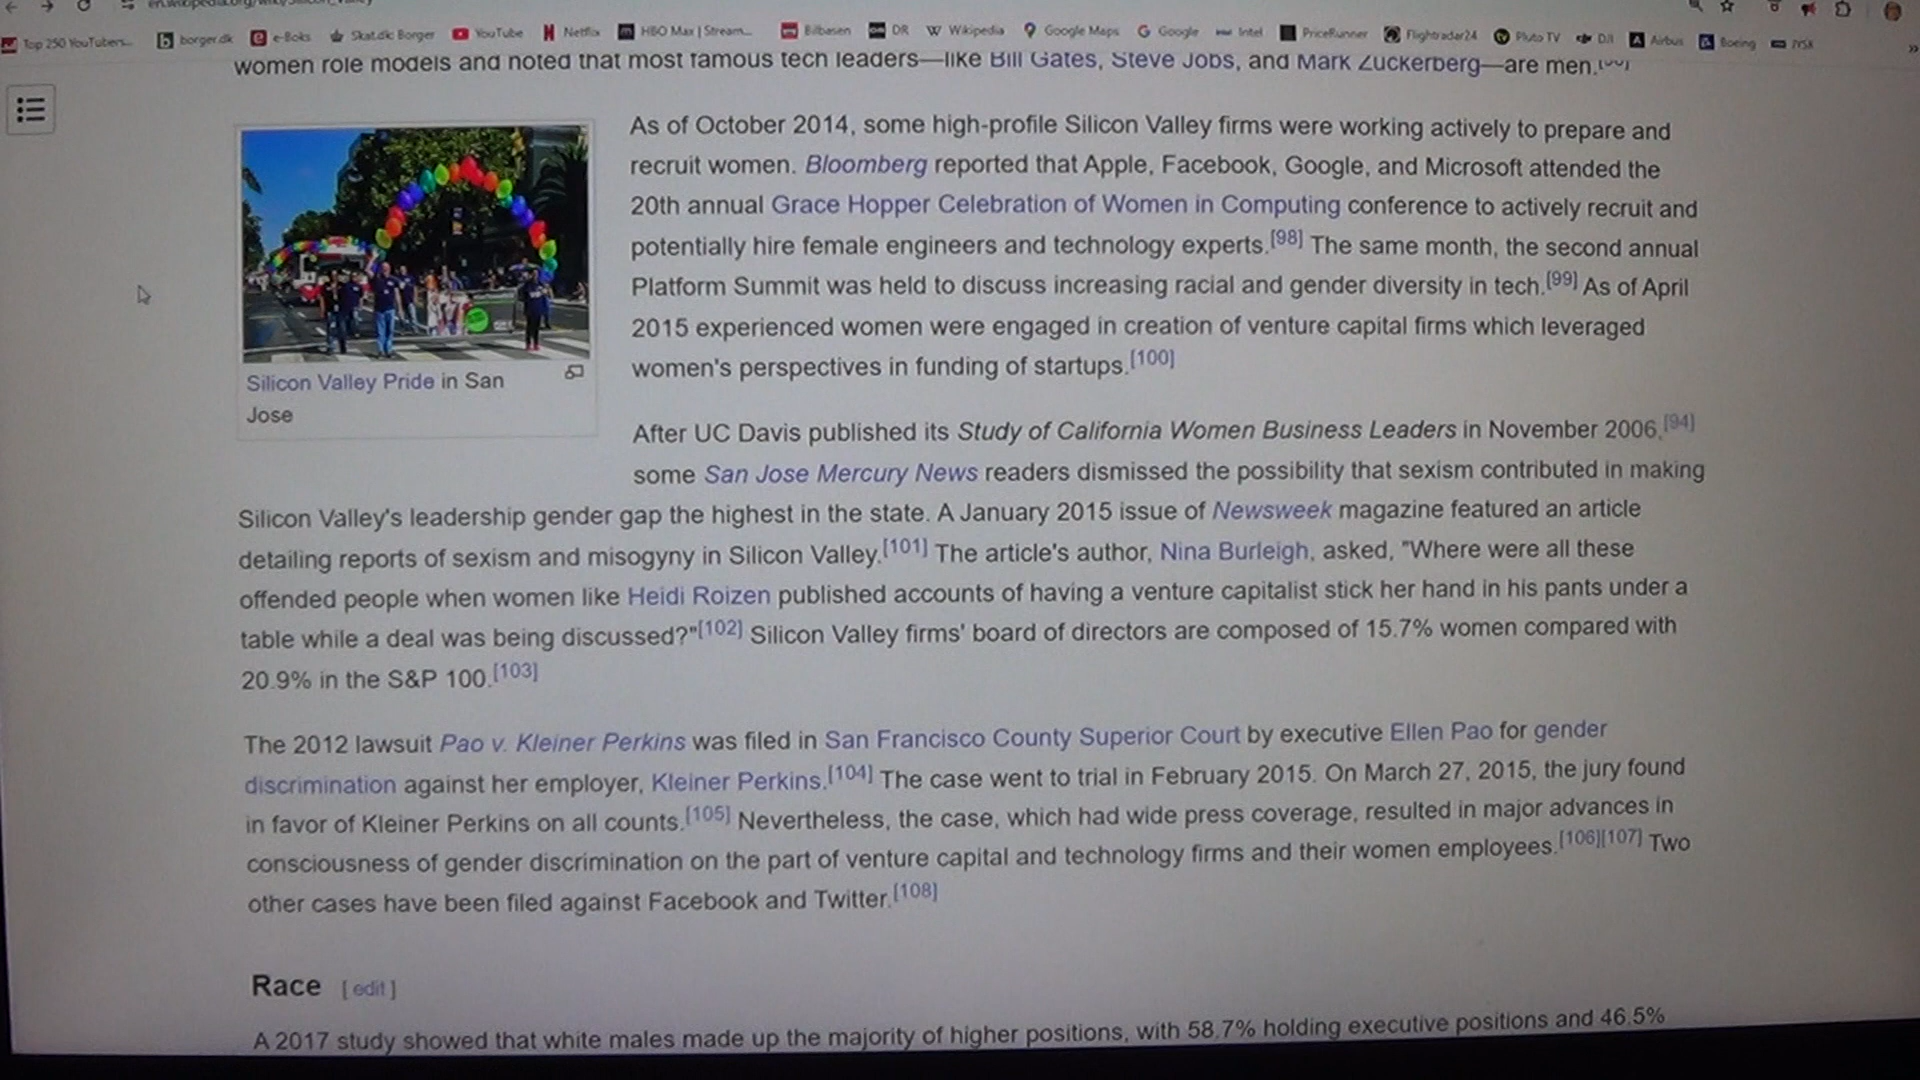 en.wikipedia.org/wiki/Silicon_Valley
Top 250 YouTubers... borger.dk e-Boks Skat.dk: Borger YouTube Netflix HBO Max | Stream... Bilbasen DR Wikipedia Google Maps Google Intel PriceRunner Flightradar24 Pluto TV DJI Airbus Boeing JYSK
women role models and noted that most famous tech leaders—like Bill Gates, Steve Jobs, and Mark Zuckerberg—are men.
As of October 2014, some high-profile Silicon Valley firms were working actively to prepare and
recruit women. Bloomberg reported that Apple, Facebook, Google, and Microsoft attended the
20th annual Grace Hopper Celebration of Women in Computing conference to actively recruit and
potentially hire female engineers and technology experts.[98] The same month, the second annual
Platform Summit was held to discuss increasing racial and gender diversity in tech.[99] As of April
2015 experienced women were engaged in creation of venture capital firms which leveraged
women's perspectives in funding of startups.[100]
Silicon Valley Pride in San
Jose
After UC Davis published its Study of California Women Business Leaders in November 2006,[94]
some San Jose Mercury News readers dismissed the possibility that sexism contributed in making
Silicon Valley's leadership gender gap the highest in the state. A January 2015 issue of Newsweek magazine featured an article
detailing reports of sexism and misogyny in Silicon Valley.[101] The article's author, Nina Burleigh, asked, "Where were all these
offended people when women like Heidi Roizen published accounts of having a venture capitalist stick her hand in his pants under a
table while a deal was being discussed?"[102] Silicon Valley firms' board of directors are composed of 15.7% women compared with
20.9% in the S&P 100.[103]
The 2012 lawsuit Pao v. Kleiner Perkins was filed in San Francisco County Superior Court by executive Ellen Pao for gender
discrimination against her employer, Kleiner Perkins.[104] The case went to trial in February 2015. On March 27, 2015, the jury found
in favor of Kleiner Perkins on all counts.[105] Nevertheless, the case, which had wide press coverage, resulted in major advances in
consciousness of gender discrimination on the part of venture capital and technology firms and their women employees.[106][107] Two
other cases have been filed against Facebook and Twitter.[108]
Race [ edit ]
A 2017 study showed that white males made up the majority of higher positions, with 58.7% holding executive positions and 46.5%